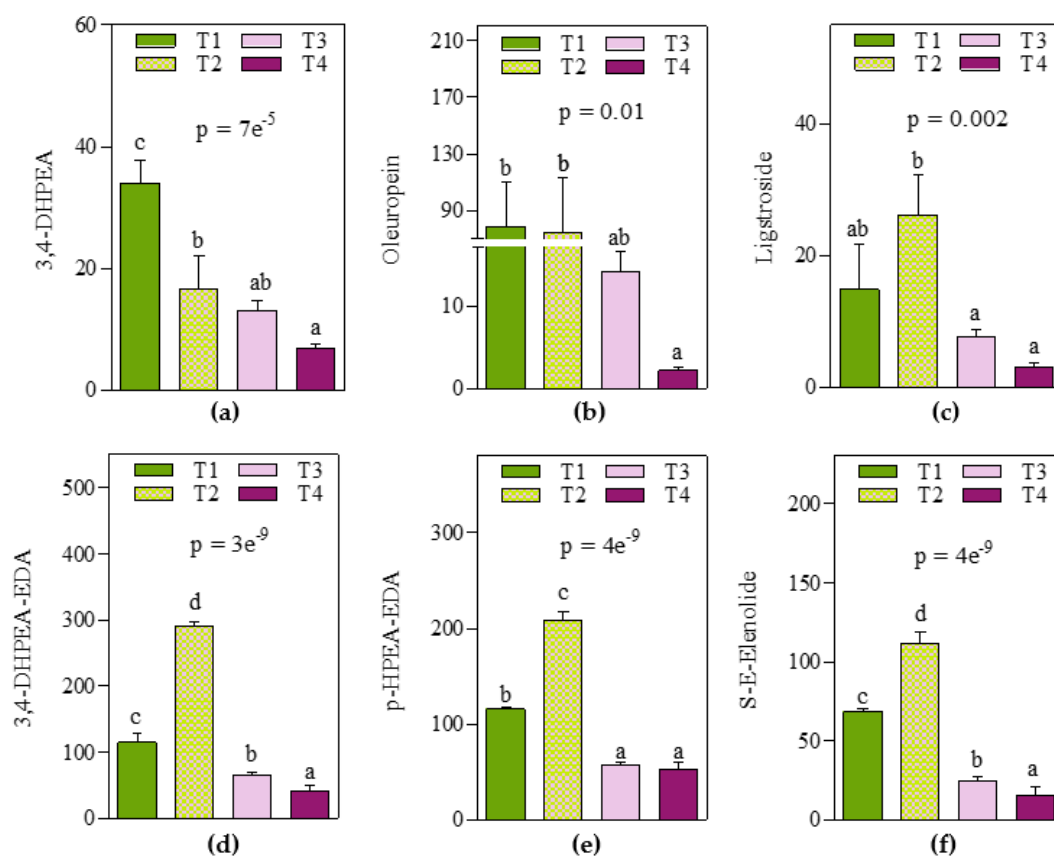 60
T1 T3
T2 T4
p = 7e-5
40
c
b
ab
20
a
0
3,4-DHPEA
(a)
210
T1 T3
T2 T4
170
p = 0.01
130
b b
90
ab
10
a
0
Oleuropein
(b)
T1 T3
T2 T4
40
p = 0.002
b
ab
20
a
a
0
Ligstroside
(c)
T1 T3
T2 T4
500
p = 3e-9
400
d
300
200
c
100
b
a
0
3,4-DHPEA-EDA
(d)
T1 T3
T2 T4
300
p = 4e-9
c
200
b
100
a a
0
p-HPEA-EDA
(e)
T1 T3
T2 T4
200
p = 4e-9
150
d
100
c
50
b
a
0
S-E-Elenolide
(f)